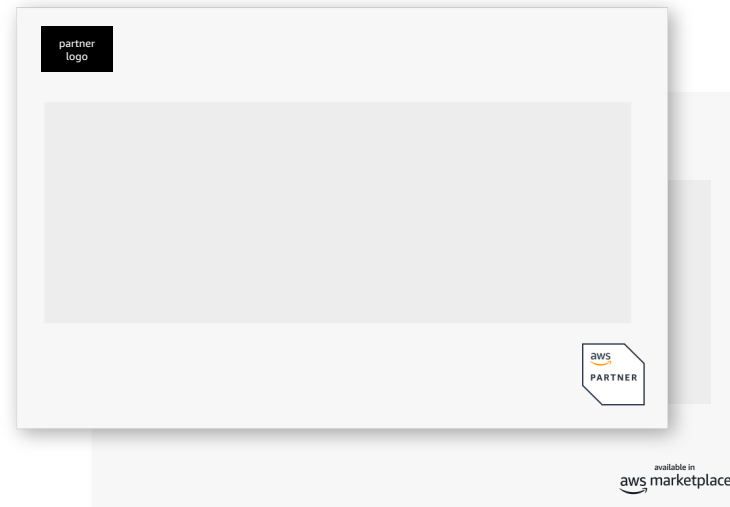 partner
logo
aws
PARTNER
available in
aws marketplace